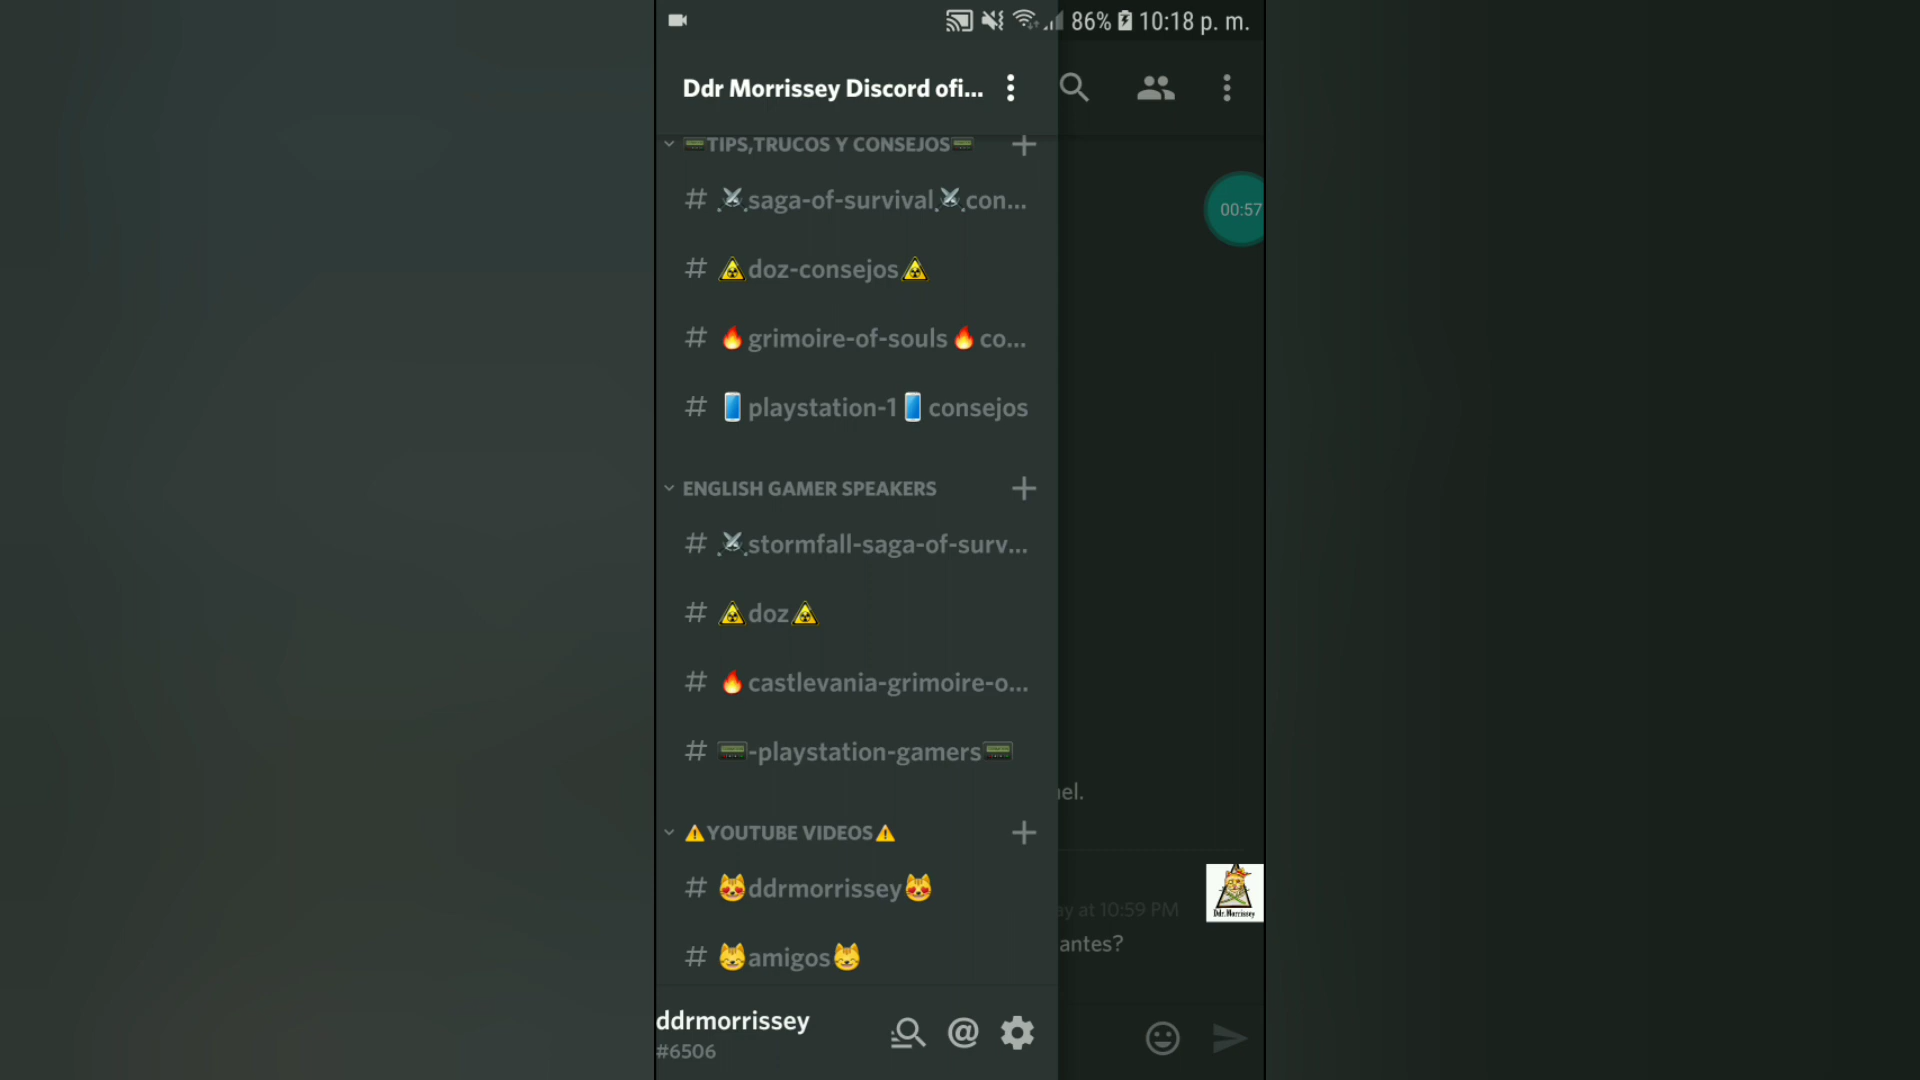 86% 10:18 p. m.
Ddr Morrissey Discord ofi...
TIPS,TRUCOS Y CONSEJOS
00:57
# saga-of-survival con...
# doz-consejos
# grimoire-of-souls co...
# playstation-1 consejos
ENGLISH GAMER SPEAKERS
# stormfall-saga-of-surv...
# doz
# castlevania-grimoire-o...
# -playstation-gamers
el.
YOUTUBE VIDEOS
# ddrmorrissey
ay at 10:59 PM
Ddr.Morrissey
antes?
# amigos
ddrmorrissey
#6506